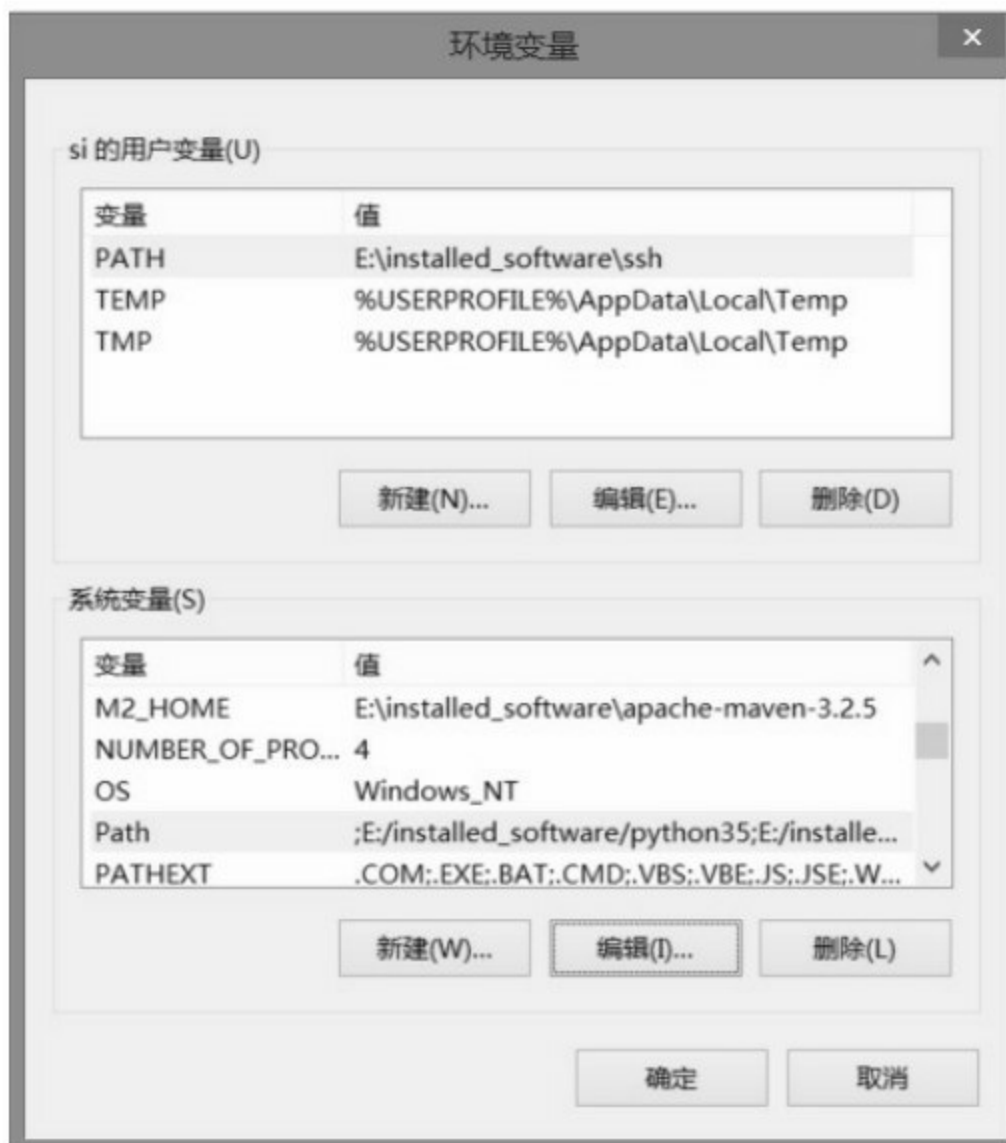 环境变量
si 的用户变量(U)
变量 值
PATH E:\installed_software\ssh
TEMP %USERPROFILE%\AppData\Local\Temp
TMP %USERPROFILE%\AppData\Local\Temp
新建(N)... 编辑(E)... 删除(D)
系统变量(S)
变量 值
M2_HOME E:\installed_software\apache-maven-3.2.5
NUMBER_OF_PRO... 4
OS Windows_NT
Path ;E:/installed_software/python35;E:/installe...
PATHEXT .COM;.EXE;.BAT;.CMD;.VBS;.VBE;.JS;.JSE;.W...
新建(W)... 编辑(I)... 删除(L)
确定 取消